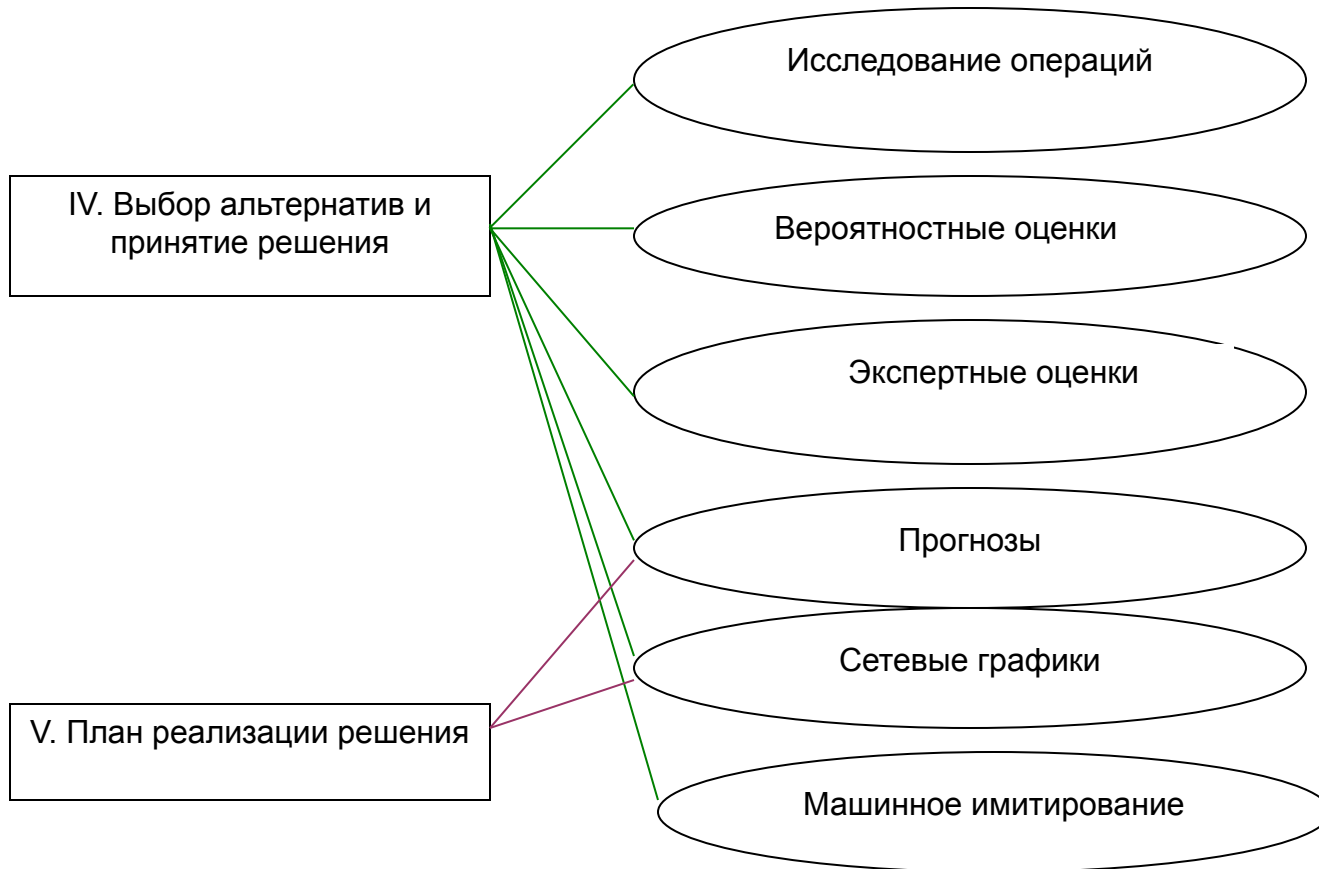 Исследование операций
IV. Выбор альтернатив и
принятие решения
Вероятностные оценки
Экспертные оценки
Прогнозы
Сетевые графики
V. План реализации решения
Машинное имитирование